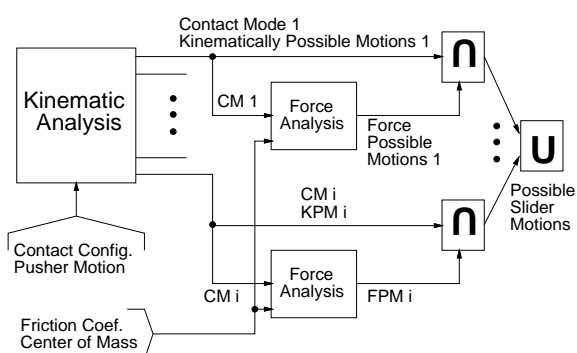 Contact Mode 1
Kinematically Possible Motions 1
Kinematic
Analysis
CM 1
Force
Analysis
Force
Possible
Motions 1
∩
∩
U
Possible
Slider
Motions
CM i
KPM i
Contact Config.
Pusher Motion
CM i
Force
Analysis
FPM i
Friction Coef.
Center of Mass